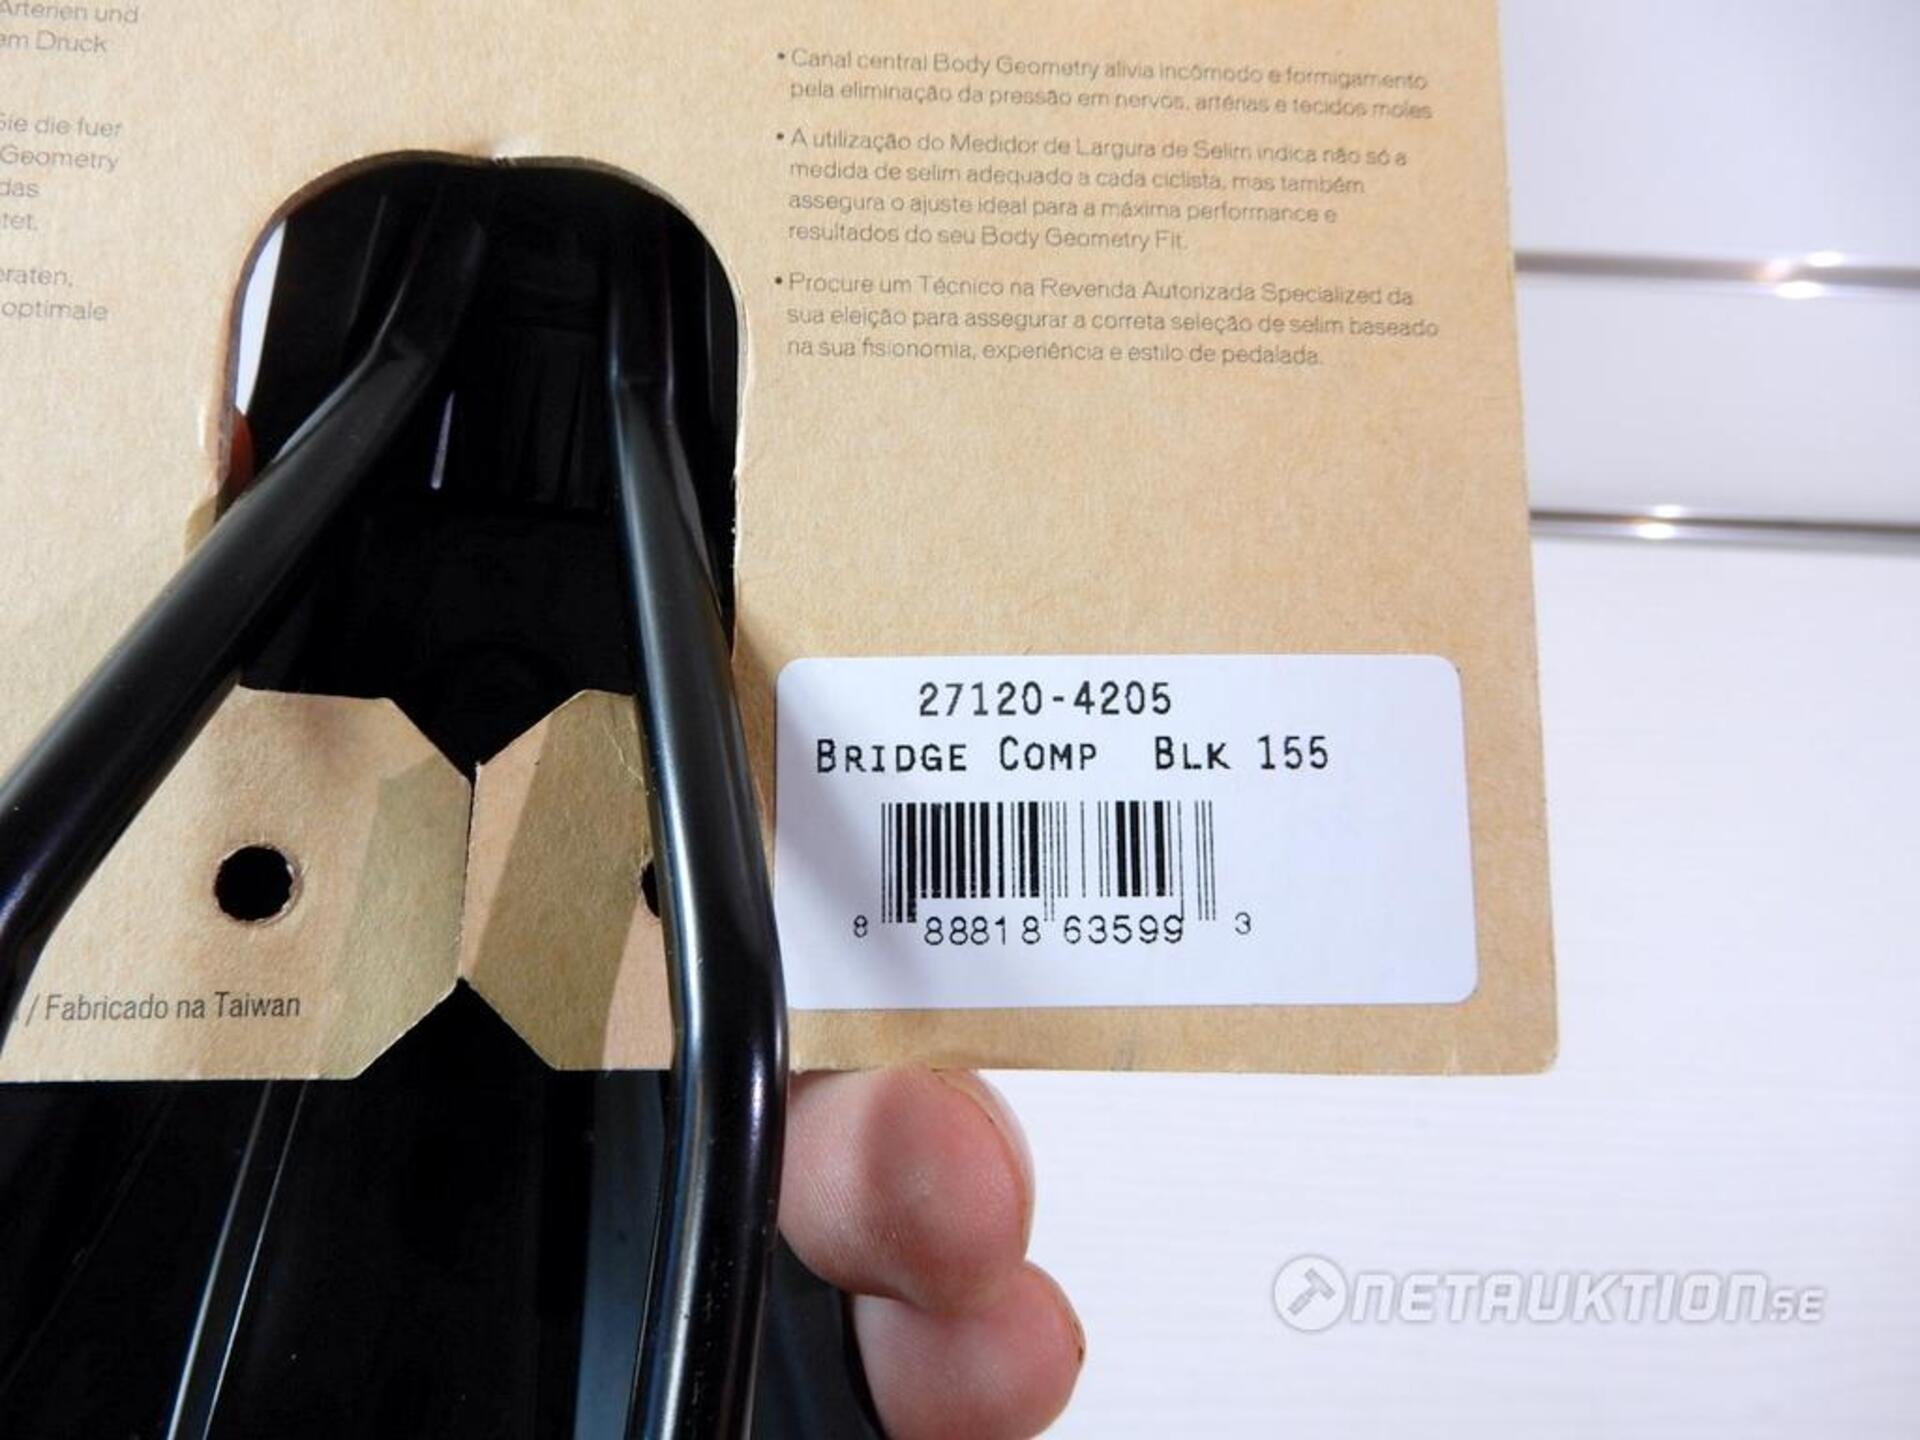 Arterien und
Druck
Sie die fuer
Geometry
das
optimale
• Canal central Body Geometry alivia incômodo e formigamento
pela eliminação da pressão em nervos, artérias e tecidos moles
• A utilização do Medidor de Largura de Selim indica não só a
medida de selim adequado a cada ciclista, mas também
assegura o ajuste ideal para a máxima performance e
resultados do seu Body Geometry Fit.
• Procure um Técnico na Revenda Autorizada Specialized da
sua eleição para assegurar a correta seleção de selim baseado
na sua fisionomia, experiência e estilo de pedalada.
27120-4205
BRIDGE COMP BLK 155
8 88818 63599 3
/ Fabricado na Taiwan
NETAUKTION.SE